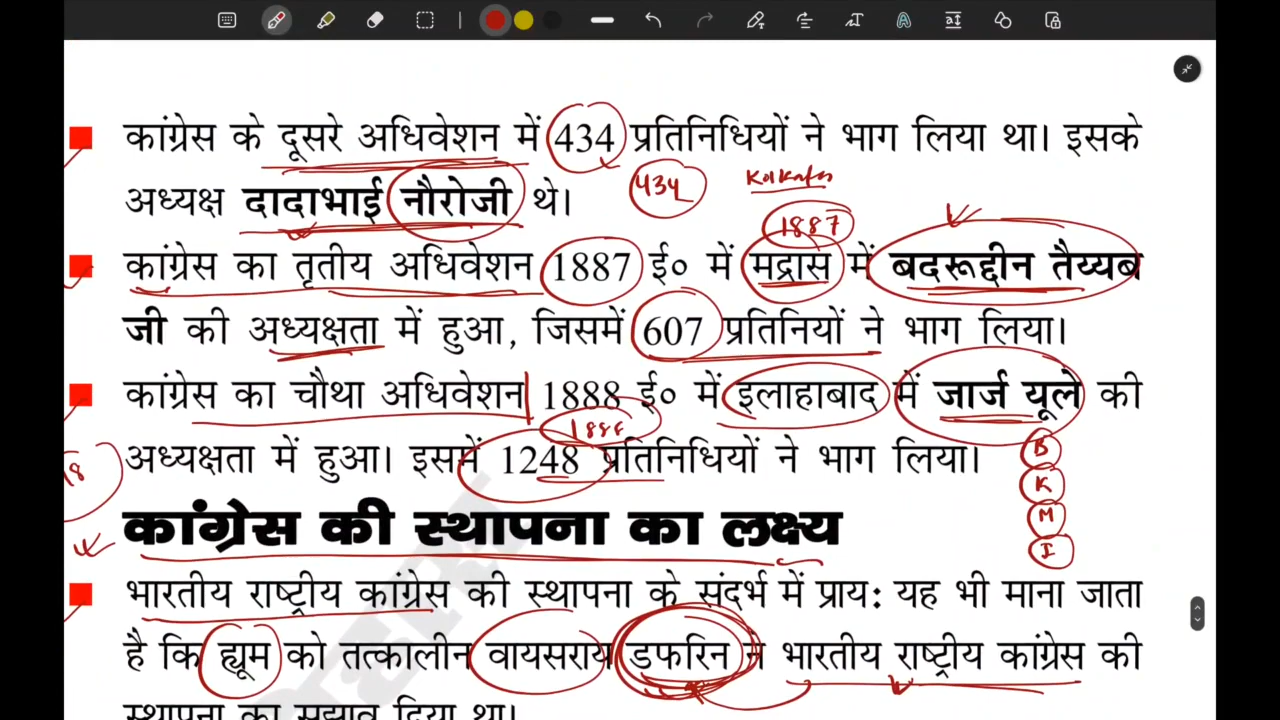 कांग्रेस के दूसरे अधिवेशन में 434 प्रतिनिधियों ने भाग लिया था। इसके
434 Kolkata
अध्यक्ष दादाभाई नौरोजी थे।
1887
कांग्रेस का तृतीय अधिवेशन 1887 ई० में मद्रास में बदरूद्दीन तैय्यब
जी की अध्यक्षता में हुआ, जिसमें 607 प्रतिनियों ने भाग लिया।
कांग्रेस का चौथा अधिवेशन 1888 ई० में इलाहाबाद में जार्ज यूले की
1888
अध्यक्षता में हुआ। इसमें 1248 प्रतिनिधियों ने भाग लिया।
18
B
K
M
I
कांग्रेस की स्थापना का लक्ष्य
भारतीय राष्ट्रीय कांग्रेस की स्थापना के संदर्भ में प्राय: यह भी माना जाता
है कि ह्यूम को तत्कालीन वायसराय डफरिन ने भारतीय राष्ट्रीय कांग्रेस की
स्थापना का सुझाव दिया था।